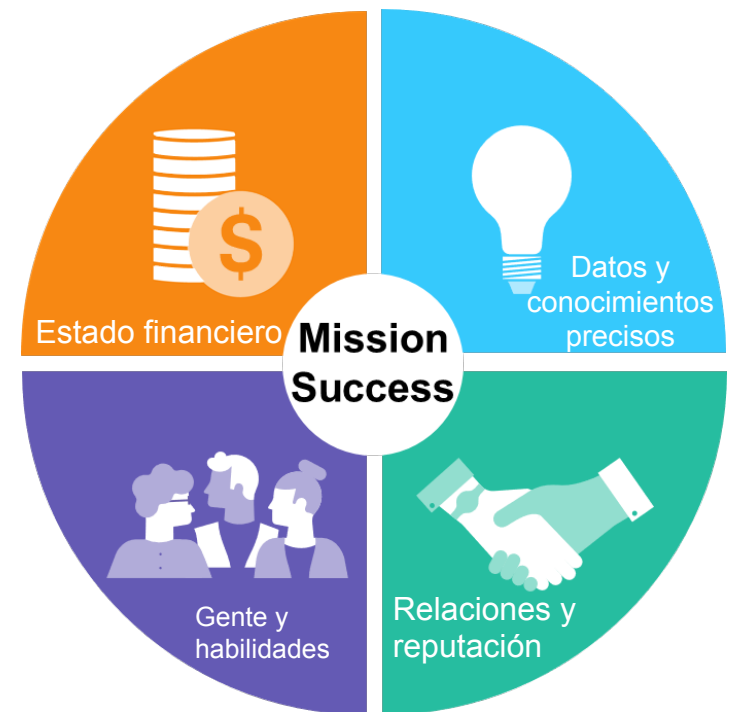 $
Estado financiero
Datos y
conocimientos
precisos
Mission
Success
Gente y
habilidades
Relaciones y
reputación